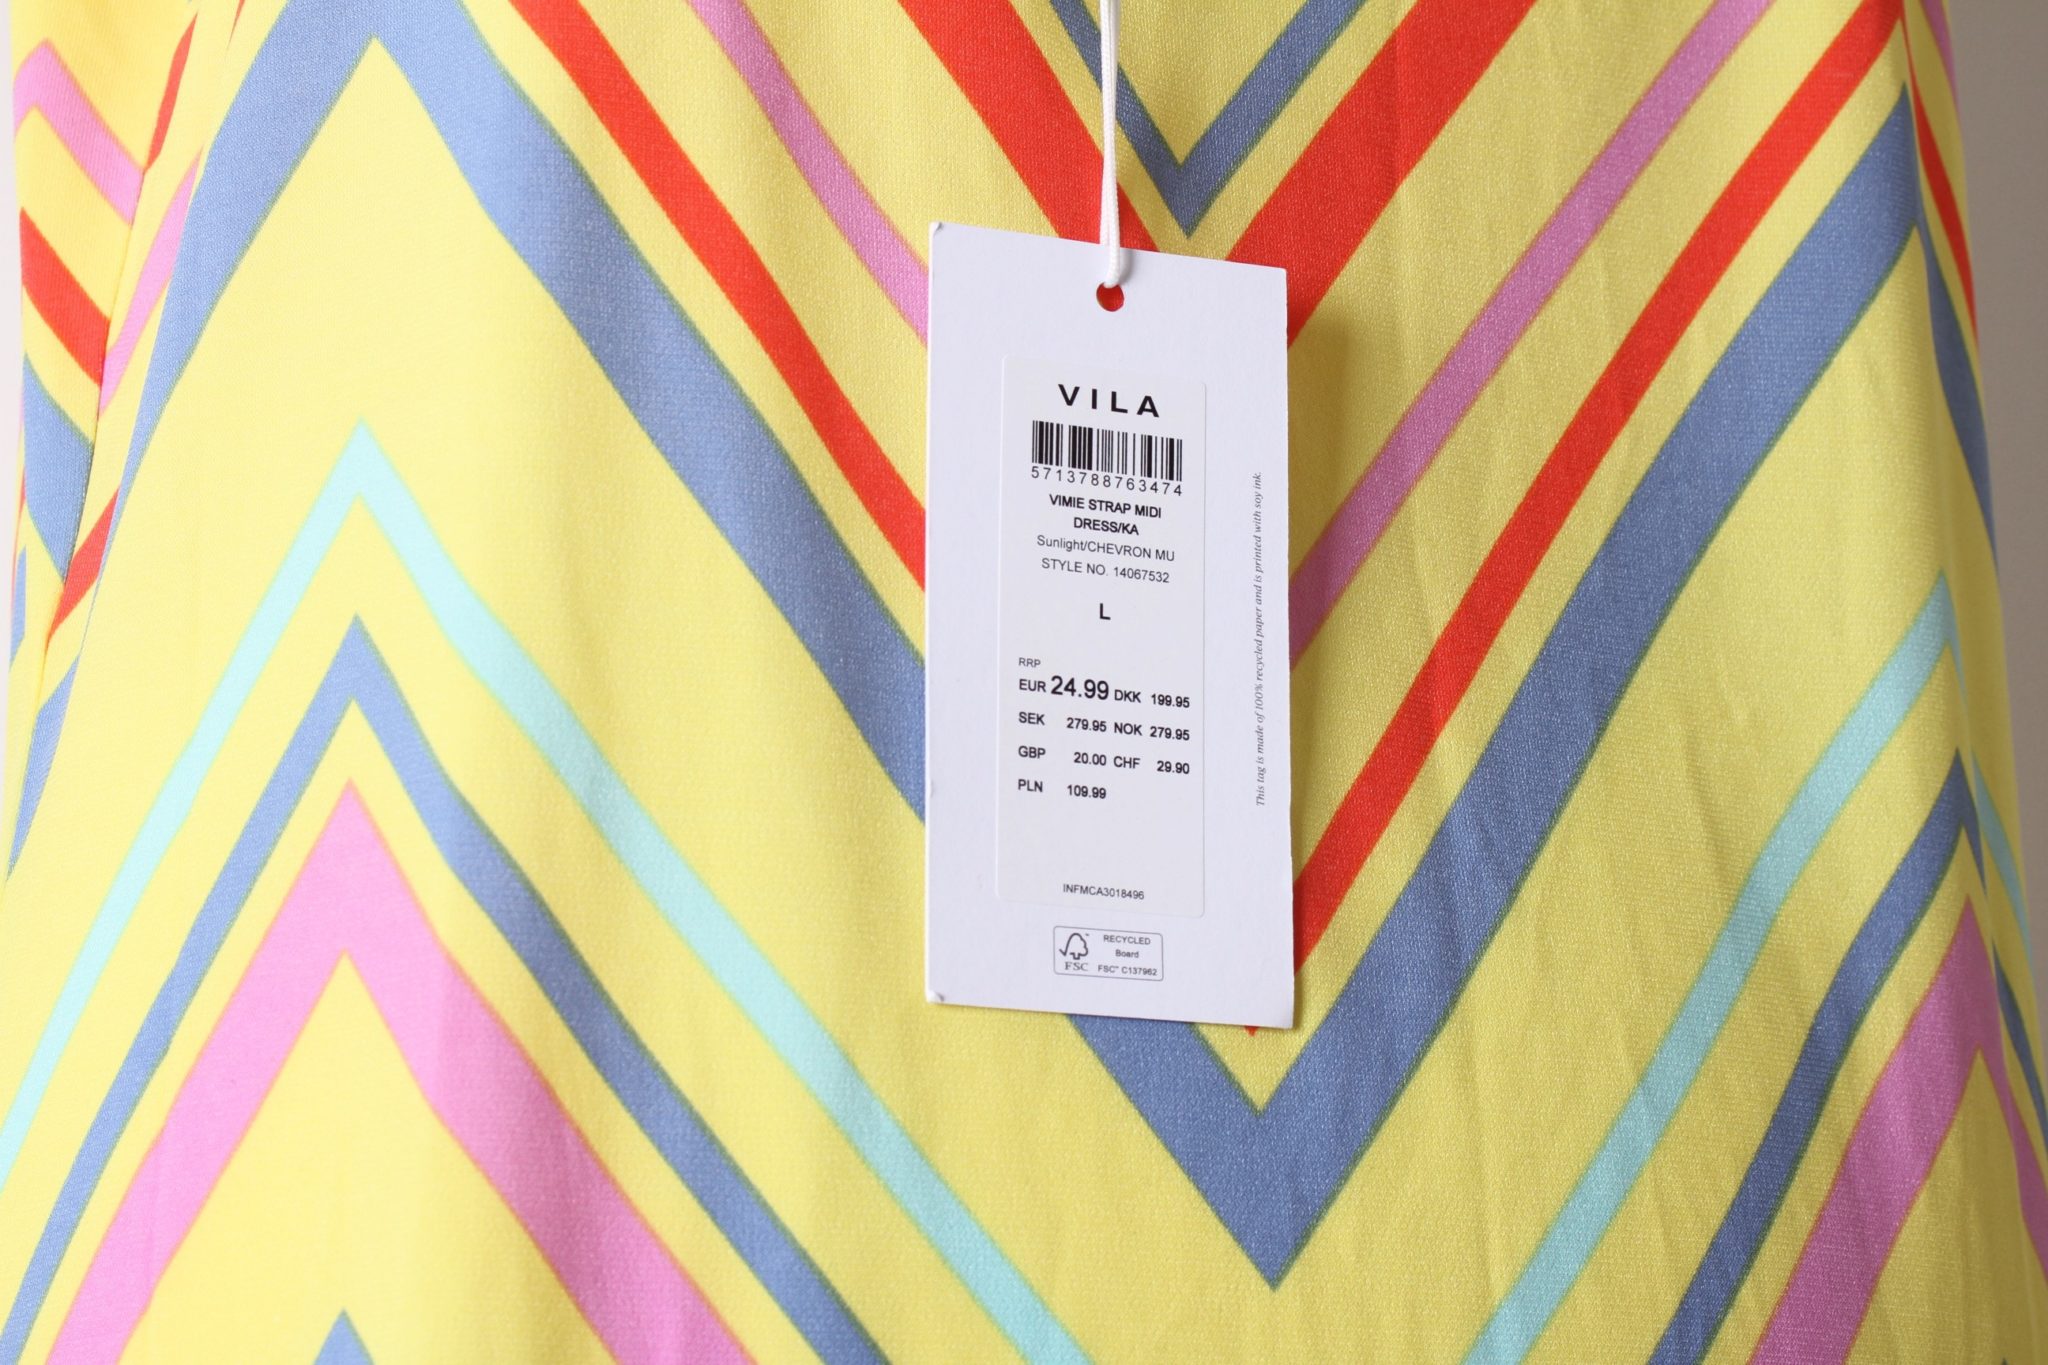 VILA
5713788763474
VIMIE STRAP MIDI
DRESS/KA
Sunlight/CHEVRON MU
STYLE NO. 14067532
L
RRP
EUR 24.99 DKK 199.95
SEK 279.95 NOK 279.95
GBP 20.00 CHF 29.90
PLN 109.99
INFMCA3018496
FSC
RECYCLED
Board
FSC™ C137962
This tag is made of 100% recycled paper and is printed with soy ink.